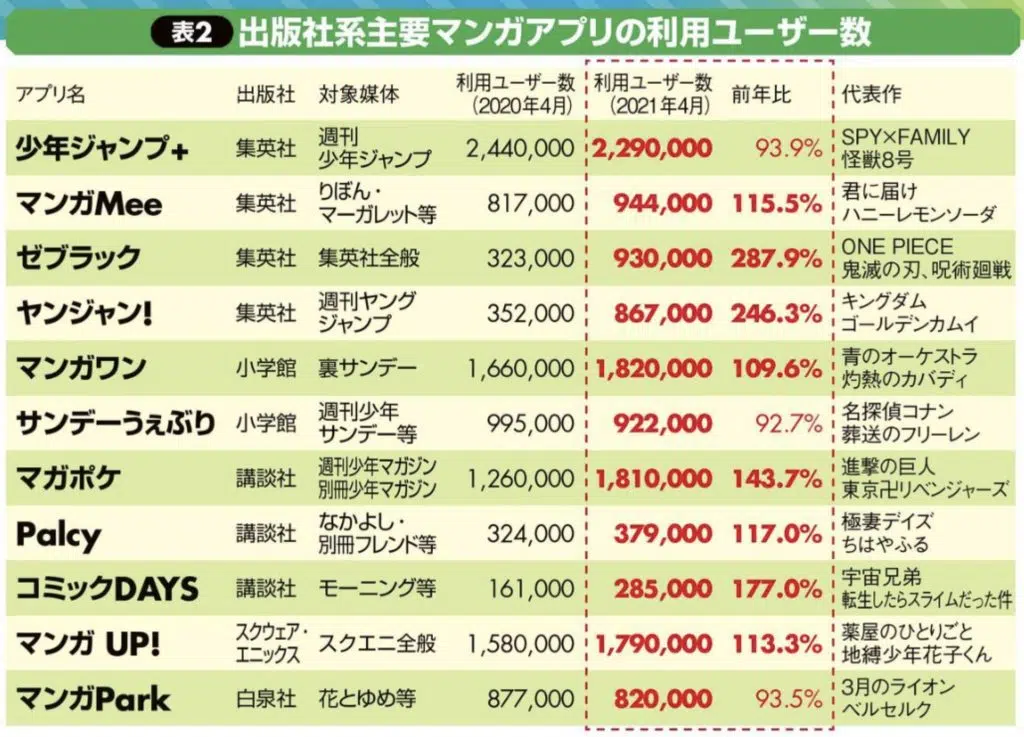 表2 出版社系主要マンガアプリの利用ユーザー数
アプリ名 出版社 対象媒体 利用ユーザー数(2020年4月) 利用ユーザー数(2021年4月) 前年比 代表作
少年ジャンプ+ 集英社 週刊少年ジャンプ 2,440,000 2,290,000 93.9% SPY×FAMILY 怪獣8号
マンガMee 集英社 りぼん・マーガレット等 817,000 944,000 115.5% 君に届け ハニーレモンソーダ
ゼブラック 集英社 集英社全般 323,000 930,000 287.9% ONE PIECE 鬼滅の刃、呪術廻戦
ヤンジャン! 集英社 週刊ヤングジャンプ 352,000 867,000 246.3% キングダム ゴールデンカムイ
マンガワン 小学館 裏サンデー 1,660,000 1,820,000 109.6% 青のオーケストラ 灼熱のカバディ
サンデーうぇぶり 小学館 週刊少年サンデー等 995,000 922,000 92.7% 名探偵コナン 葬送のフリーレン
マガポケ 講談社 週刊少年マガジン 別冊少年マガジン 1,260,000 1,810,000 143.7% 進撃の巨人 東京卍リベンジャーズ
Palcy 講談社 なかよし・別冊フレンド等 324,000 379,000 117.0% 極妻デイズ ちはやふる
コミックDAYS 講談社 モーニング等 161,000 285,000 177.0% 宇宙兄弟 転生したらスライムだった件
マンガ UP! スクウェア・エニックス スクエニ全般 1,580,000 1,790,000 113.3% 薬屋のひとりごと 地縛少年花子くん
マンガPark 白泉社 花とゆめ等 877,000 820,000 93.5% 3月のライオン ベルセルク